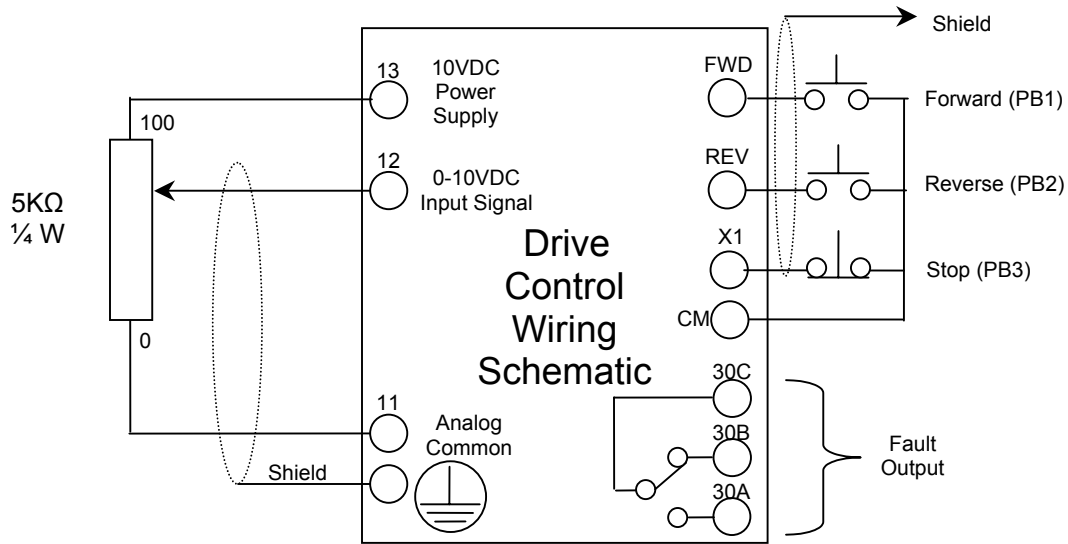 Shield
13
10VDC
Power
Supply
FWD
Forward (PB1)
100
12
0-10VDC
Input Signal
REV
Reverse (PB2)
5KΩ
¼ W
Drive
Control
Wiring
Schematic
X1
Stop (PB3)
CM
0
30C
11
Analog
Common
30B
Fault
Output
Shield
30A